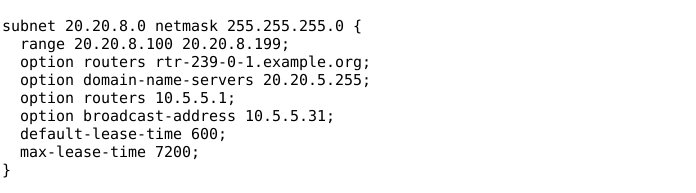 subnet 20.20.8.0 netmask 255.255.255.0 {
  range 20.20.8.100 20.20.8.199;
  option routers rtr-239-0-1.example.org;
  option domain-name-servers 20.20.5.255;
  option routers 10.5.5.1;
  option broadcast-address 10.5.5.31;
  default-lease-time 600;
  max-lease-time 7200;
}